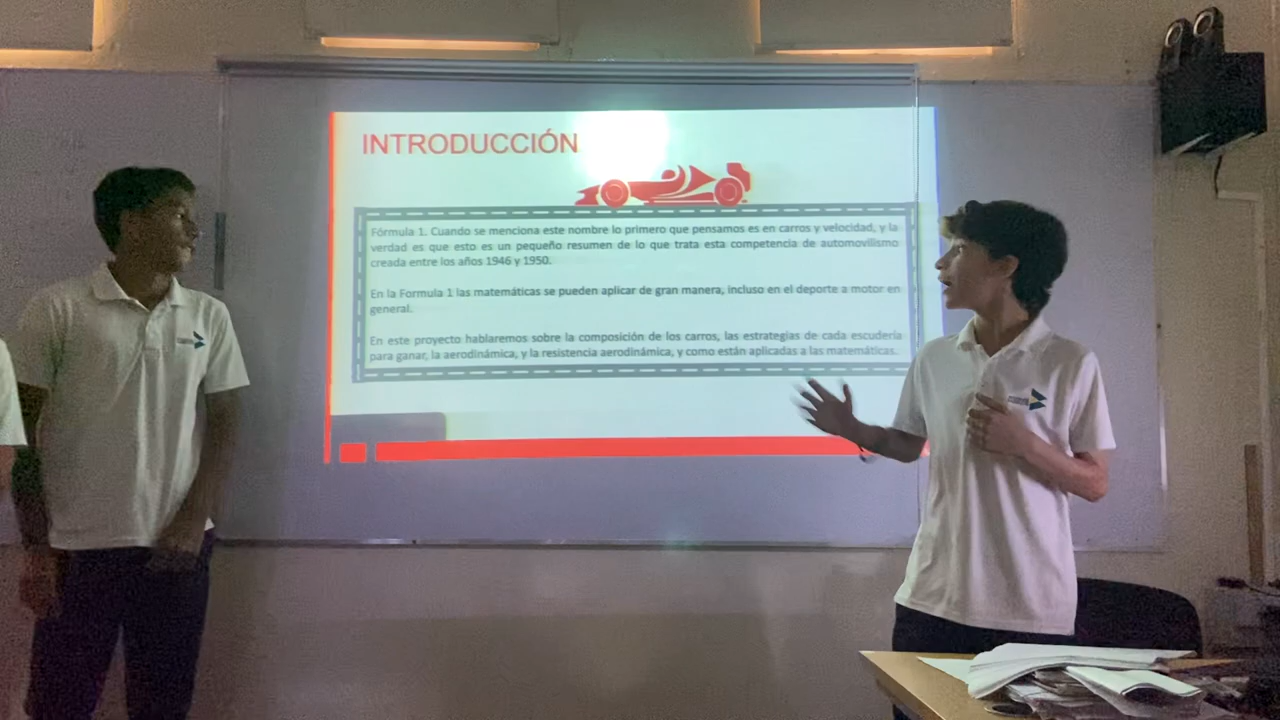 INTRODUCCIÓN
Fórmula 1. Cuando se menciona este nombre lo primero que pensamos es en carros y velocidad, y la
verdad es que esto es un pequeño resumen de lo que trata esta competencia de automovilismo
creada entre los años 1946 y 1950.
En la Formula 1 las matemáticas se pueden aplicar de gran manera, incluso en el deporte a motor en
general.
En este proyecto hablaremos sobre la composición de los carros, las estrategias de cada escudería
para ganar, la aerodinámica, y la resistencia aerodinámica, y como están aplicadas a las matemáticas.